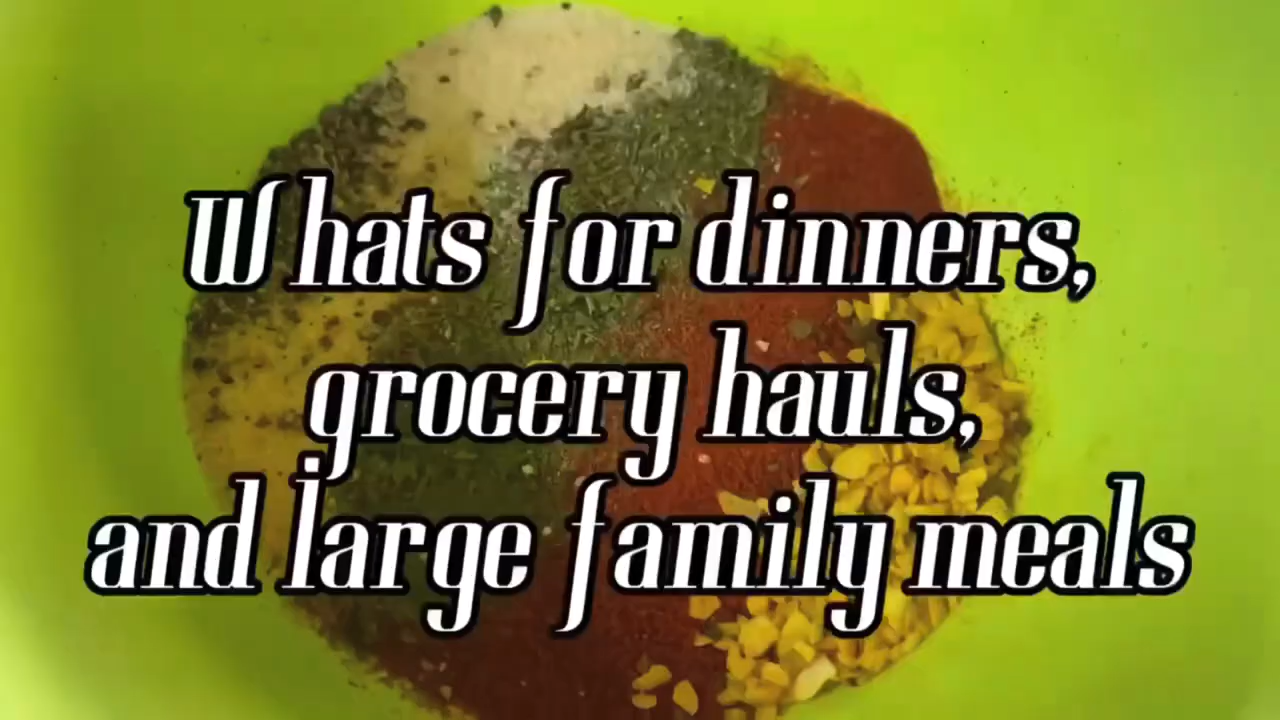 Whats for dinners,
grocery hauls,
and large family meals